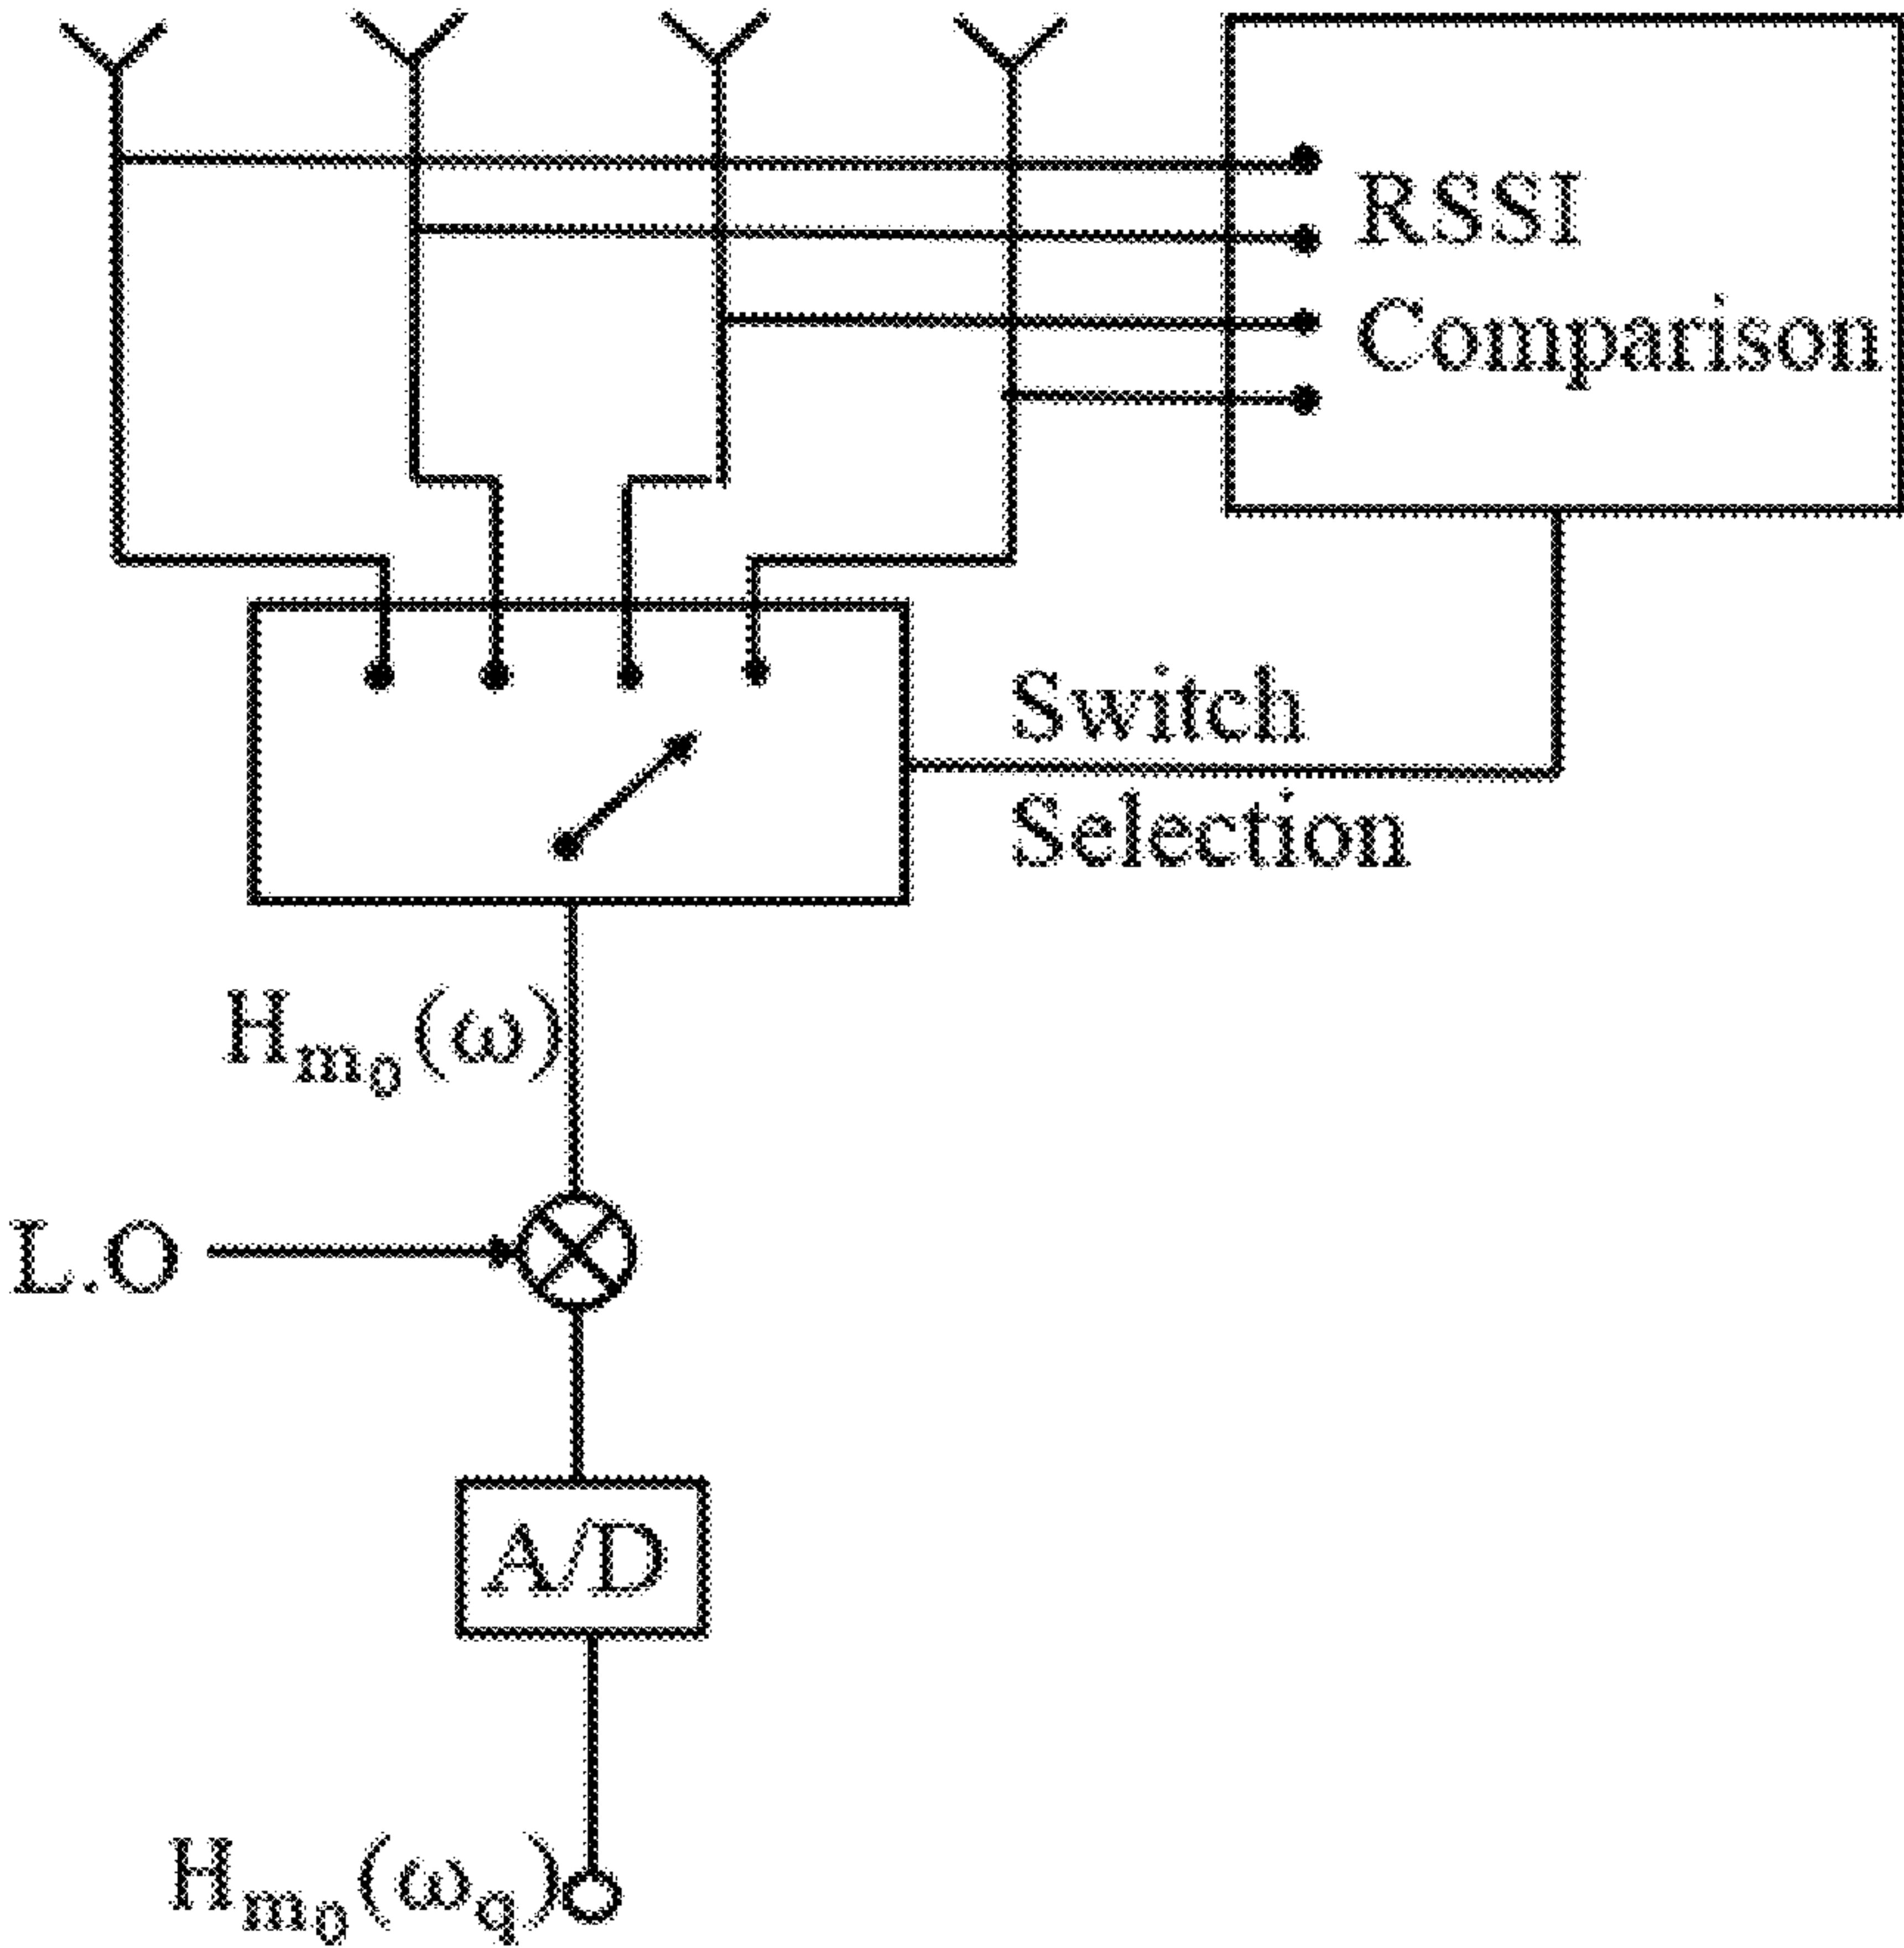 RSSI
Comparison
Switch
Selection
Hm₀(ω)
L.O
A/D
Hm₀(ωq)